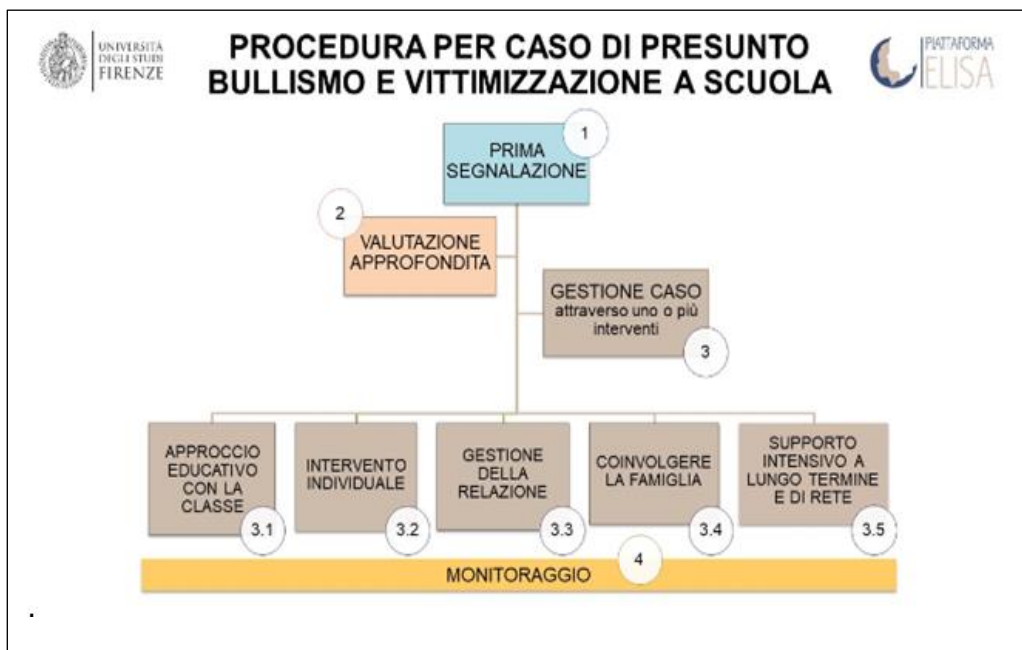 UNIVERSITÀ
DEGLI STUDI
FIRENZE
PROCEDURA PER CASO DI PRESUNTO
BULLISMO E VITTIMIZZAZIONE A SCUOLA
PIATTAFORMA
ELISA
1
PRIMA
SEGNALAZIONE
2
VALUTAZIONE
APPROFONDITA
GESTIONE CASO
attraverso uno o più
interventi
3
APPROCCIO
EDUCATIVO
CON LA
CLASSE
3.1
INTERVENTO
INDIVIDUALE
3.2
GESTIONE
DELLA
RELAZIONE
3.3
COINVOLGERE
LA FAMIGLIA
3.4
SUPPORTO
INTENSIVO A
LUNGO TERMINE
E DI RETE
3.5
4
MONITORAGGIO
.